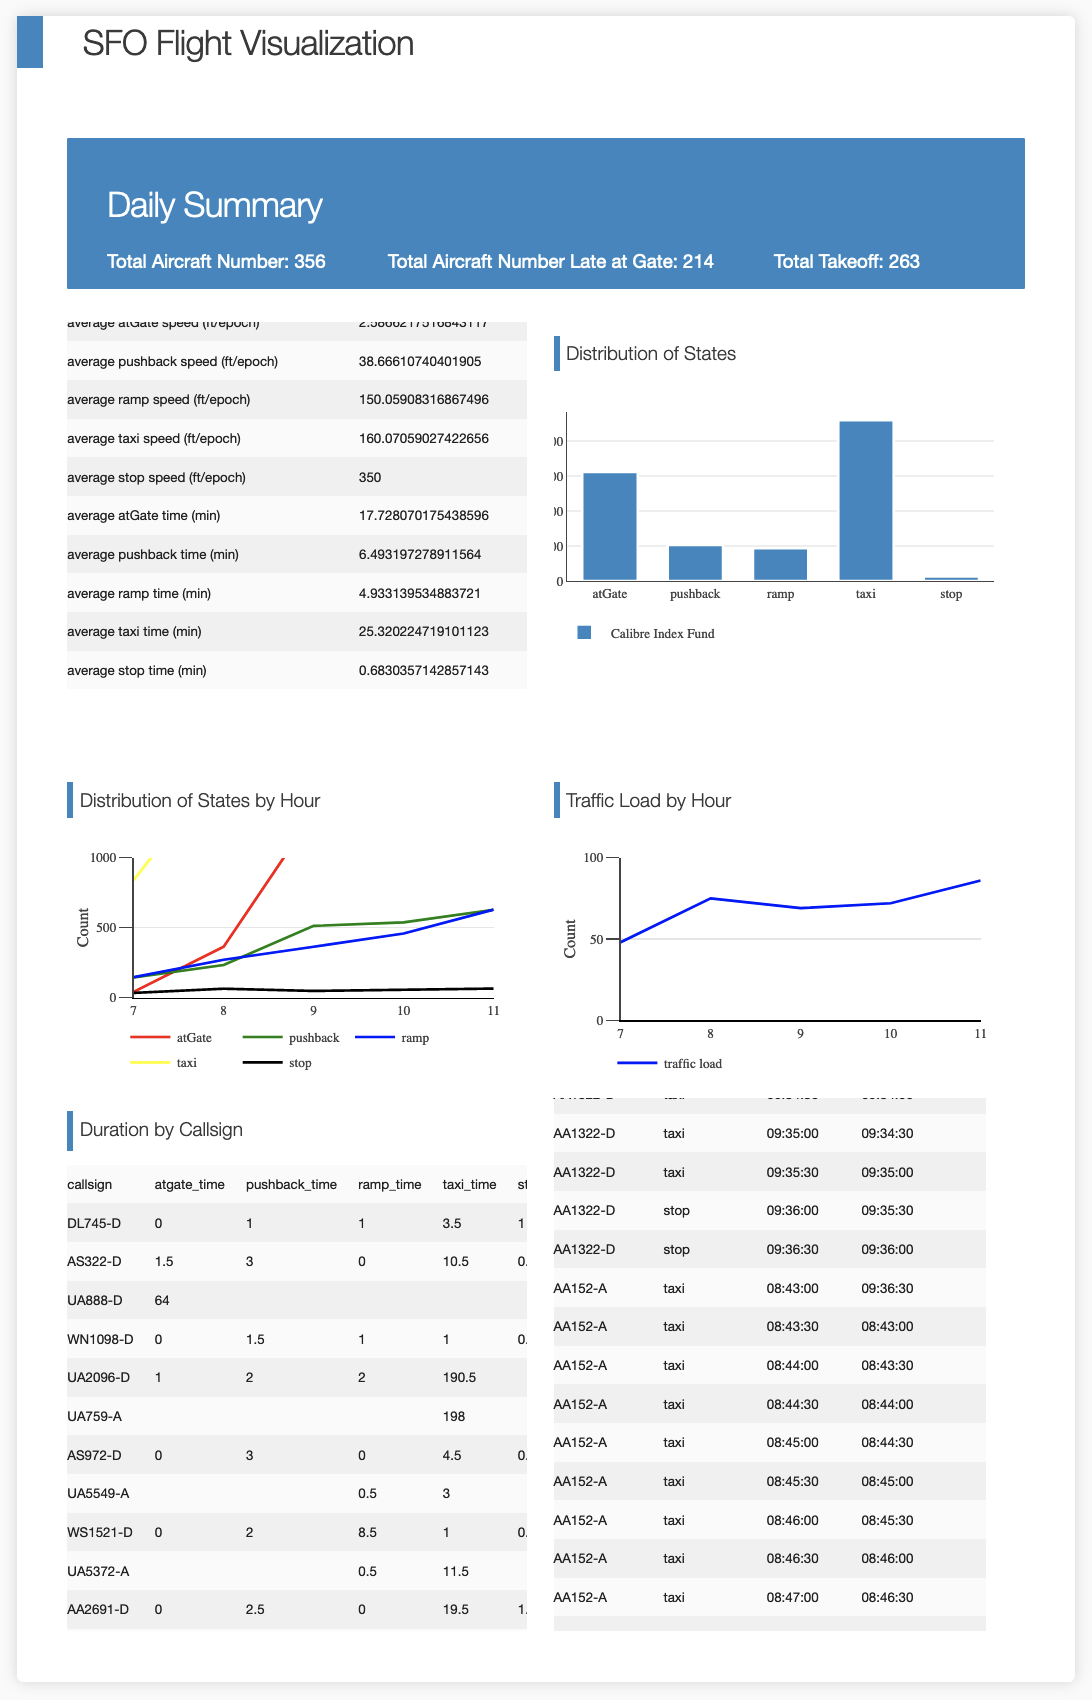 SFO Flight Visualization
Daily Summary
Total Aircraft Number: 356 Total Aircraft Number Late at Gate: 214 Total Takeoff: 263
average atGate speed (ft/epoch) 2.5866217516843117
average pushback speed (ft/epoch) 38.66610740401905
average ramp speed (ft/epoch) 150.05908316867496
average taxi speed (ft/epoch) 160.07059027422656
average stop speed (ft/epoch) 350
average atGate time (min) 17.728070175438596
average pushback time (min) 6.493197278911564
average ramp time (min) 4.933139534883721
average taxi time (min) 25.320224719101123
average stop time (min) 0.6830357142857143
Distribution of States
00
00
00
00
0
atGate pushback ramp taxi stop
Calibre Index Fund
Distribution of States by Hour
1000
500
0
Count
7 8 9 10 11
atGate pushback ramp
taxi stop
Traffic Load by Hour
100
50
0
Count
7 8 9 10 11
traffic load
Duration by Callsign
callsign atgate_time pushback_time ramp_time taxi_time st
DL745-D 0 1 1 3.5 1
AS322-D 1.5 3 0 10.5 0.
UA888-D 64
WN1098-D 0 1.5 1 1 0.
UA2096-D 1 2 2 190.5
UA759-A 198
AS972-D 0 3 0 4.5 0.
UA5549-A 0.5 3
WS1521-D 0 2 8.5 1 0.
UA5372-A 0.5 11.5
AA2691-D 0 2.5 0 19.5 1.
AA1322-D taxi 09:35:00 09:34:30
AA1322-D taxi 09:35:30 09:35:00
AA1322-D stop 09:36:00 09:35:30
AA1322-D stop 09:36:30 09:36:00
AA152-A taxi 08:43:00 09:36:30
AA152-A taxi 08:43:30 08:43:00
AA152-A taxi 08:44:00 08:43:30
AA152-A taxi 08:44:30 08:44:00
AA152-A taxi 08:45:00 08:44:30
AA152-A taxi 08:45:30 08:45:00
AA152-A taxi 08:46:00 08:45:30
AA152-A taxi 08:46:30 08:46:00
AA152-A taxi 08:47:00 08:46:30